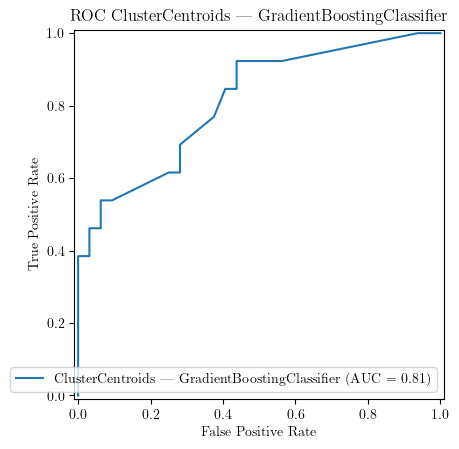 ROC ClusterCentroids — GradientBoostingClassifier
1.0
0.8
0.6
0.4
0.2
0.0
True Positive Rate
ClusterCentroids — GradientBoostingClassifier (AUC = 0.81)
0.0 0.2 0.4 0.6 0.8 1.0
False Positive Rate